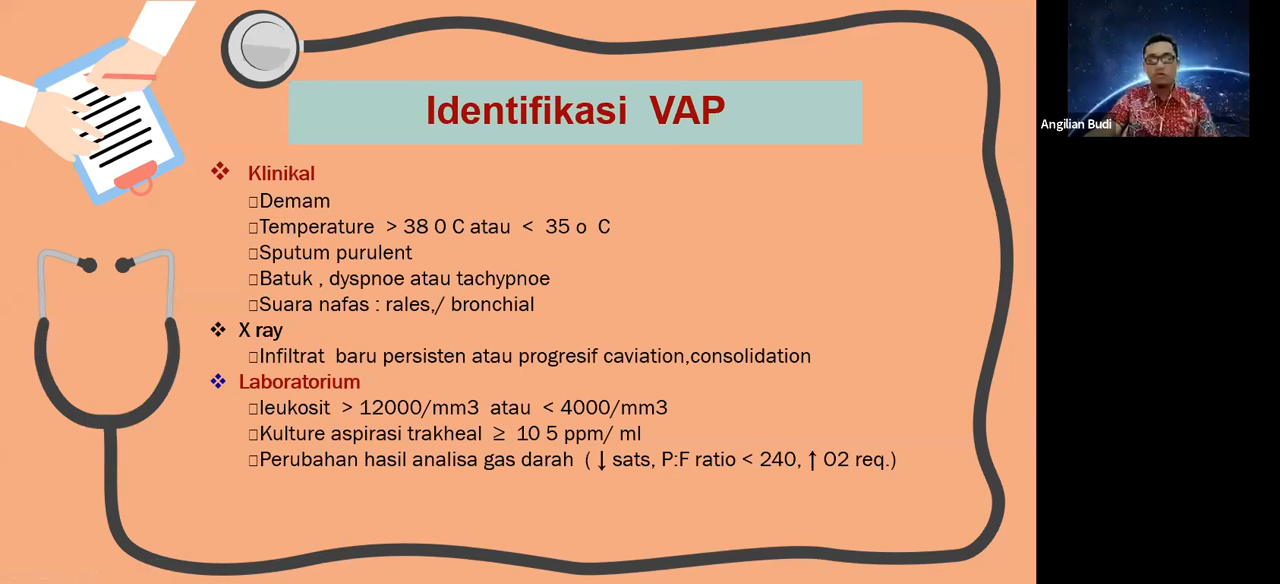 Identifikasi VAP
Klinikal
Demam
Temperature > 38 0 C atau < 35 o C
Sputum purulent
Batuk , dyspnoe atau tachypnoe
Suara nafas : rales,/ bronchial
X ray
Infiltrat baru persisten atau progresif caviation,consolidation
Laboratorium
leukosit > 12000/mm3 atau < 4000/mm3
Kulture aspirasi trakheal ≥ 10 5 ppm/ ml
Perubahan hasil analisa gas darah ( ↓ sats, P:F ratio < 240, ↑ O2 req.)
Angilian Budi